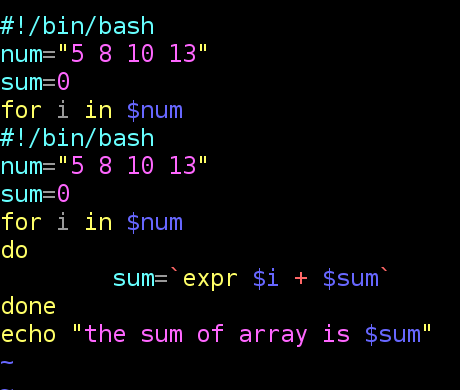 #!/bin/bash
num="5 8 10 13"
sum=0
for i in $num
#!/bin/bash
num="5 8 10 13"
sum=0
for i in $num
do
        sum=`expr $i + $sum`
done
echo "the sum of array is $sum"
~